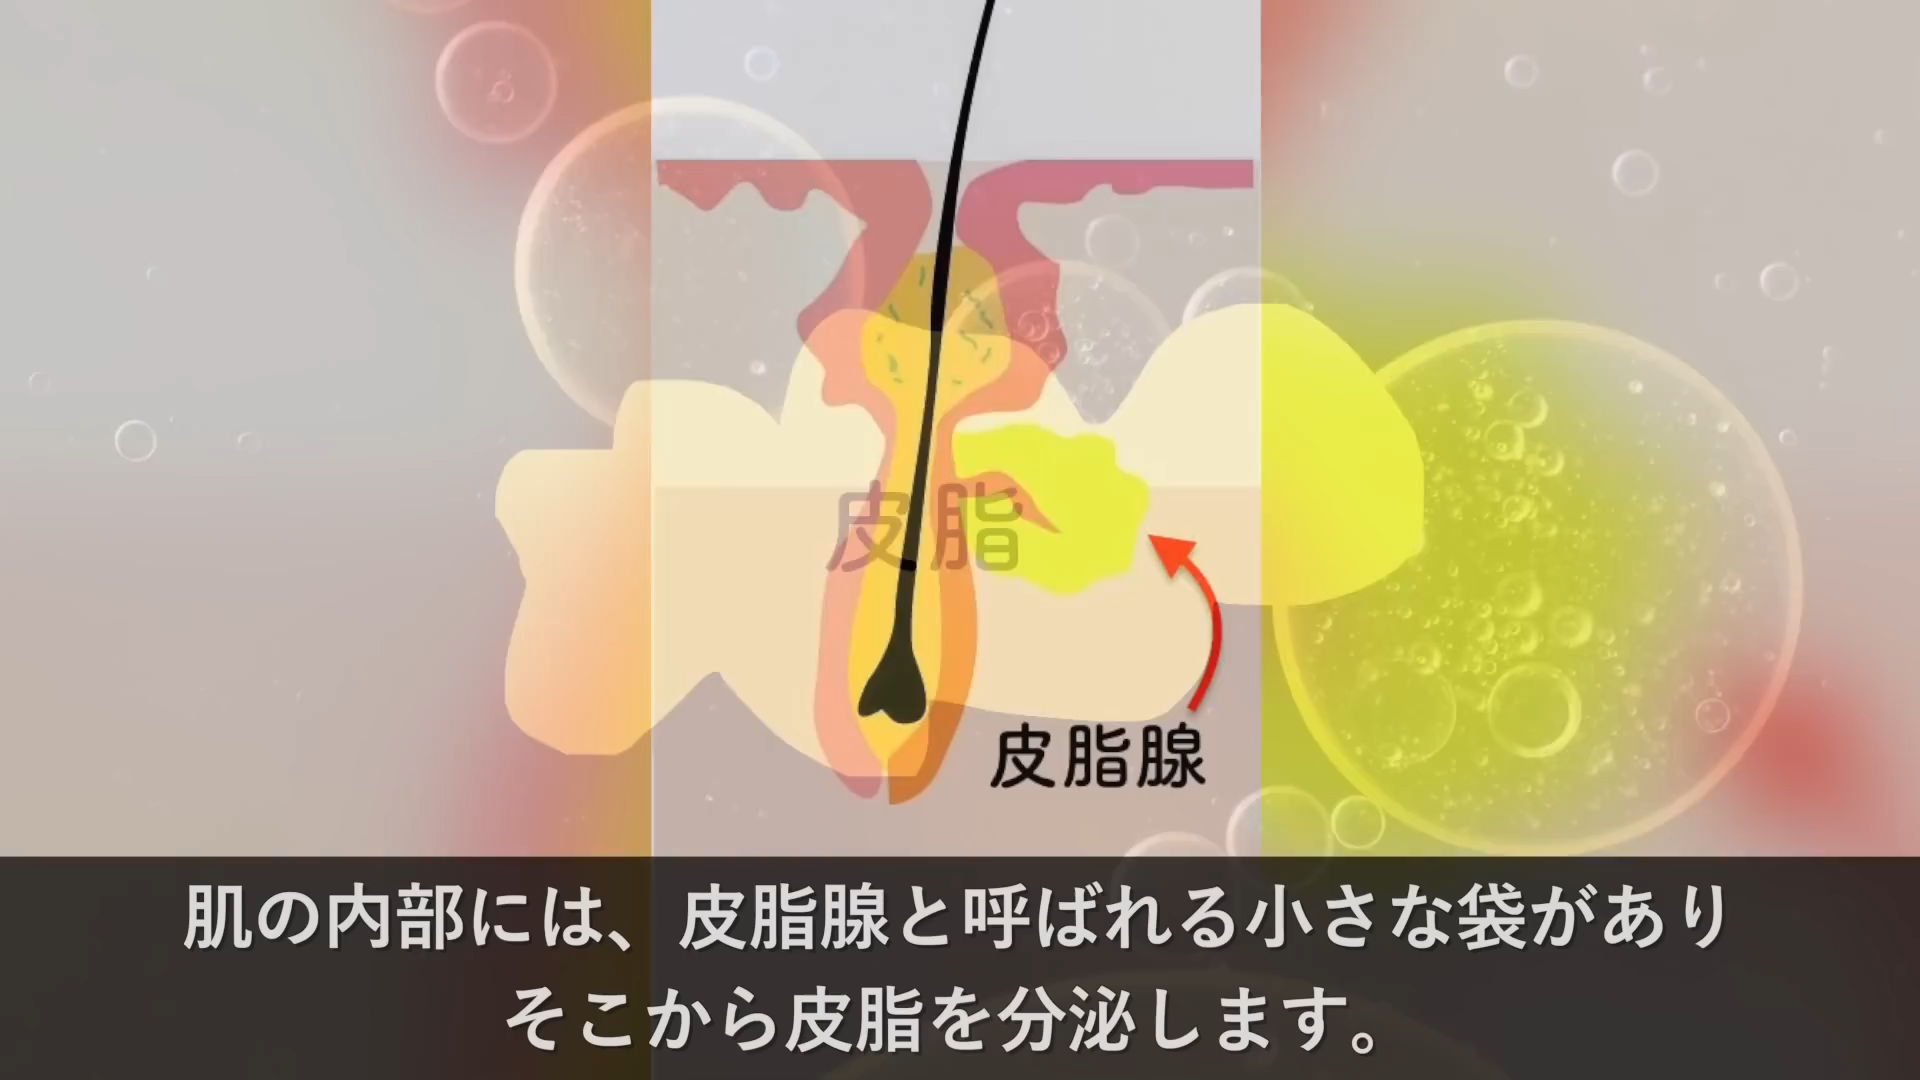 皮脂
皮脂腺
肌の内部には、皮脂腺と呼ばれる小さな袋があり
そこから皮脂を分泌します。